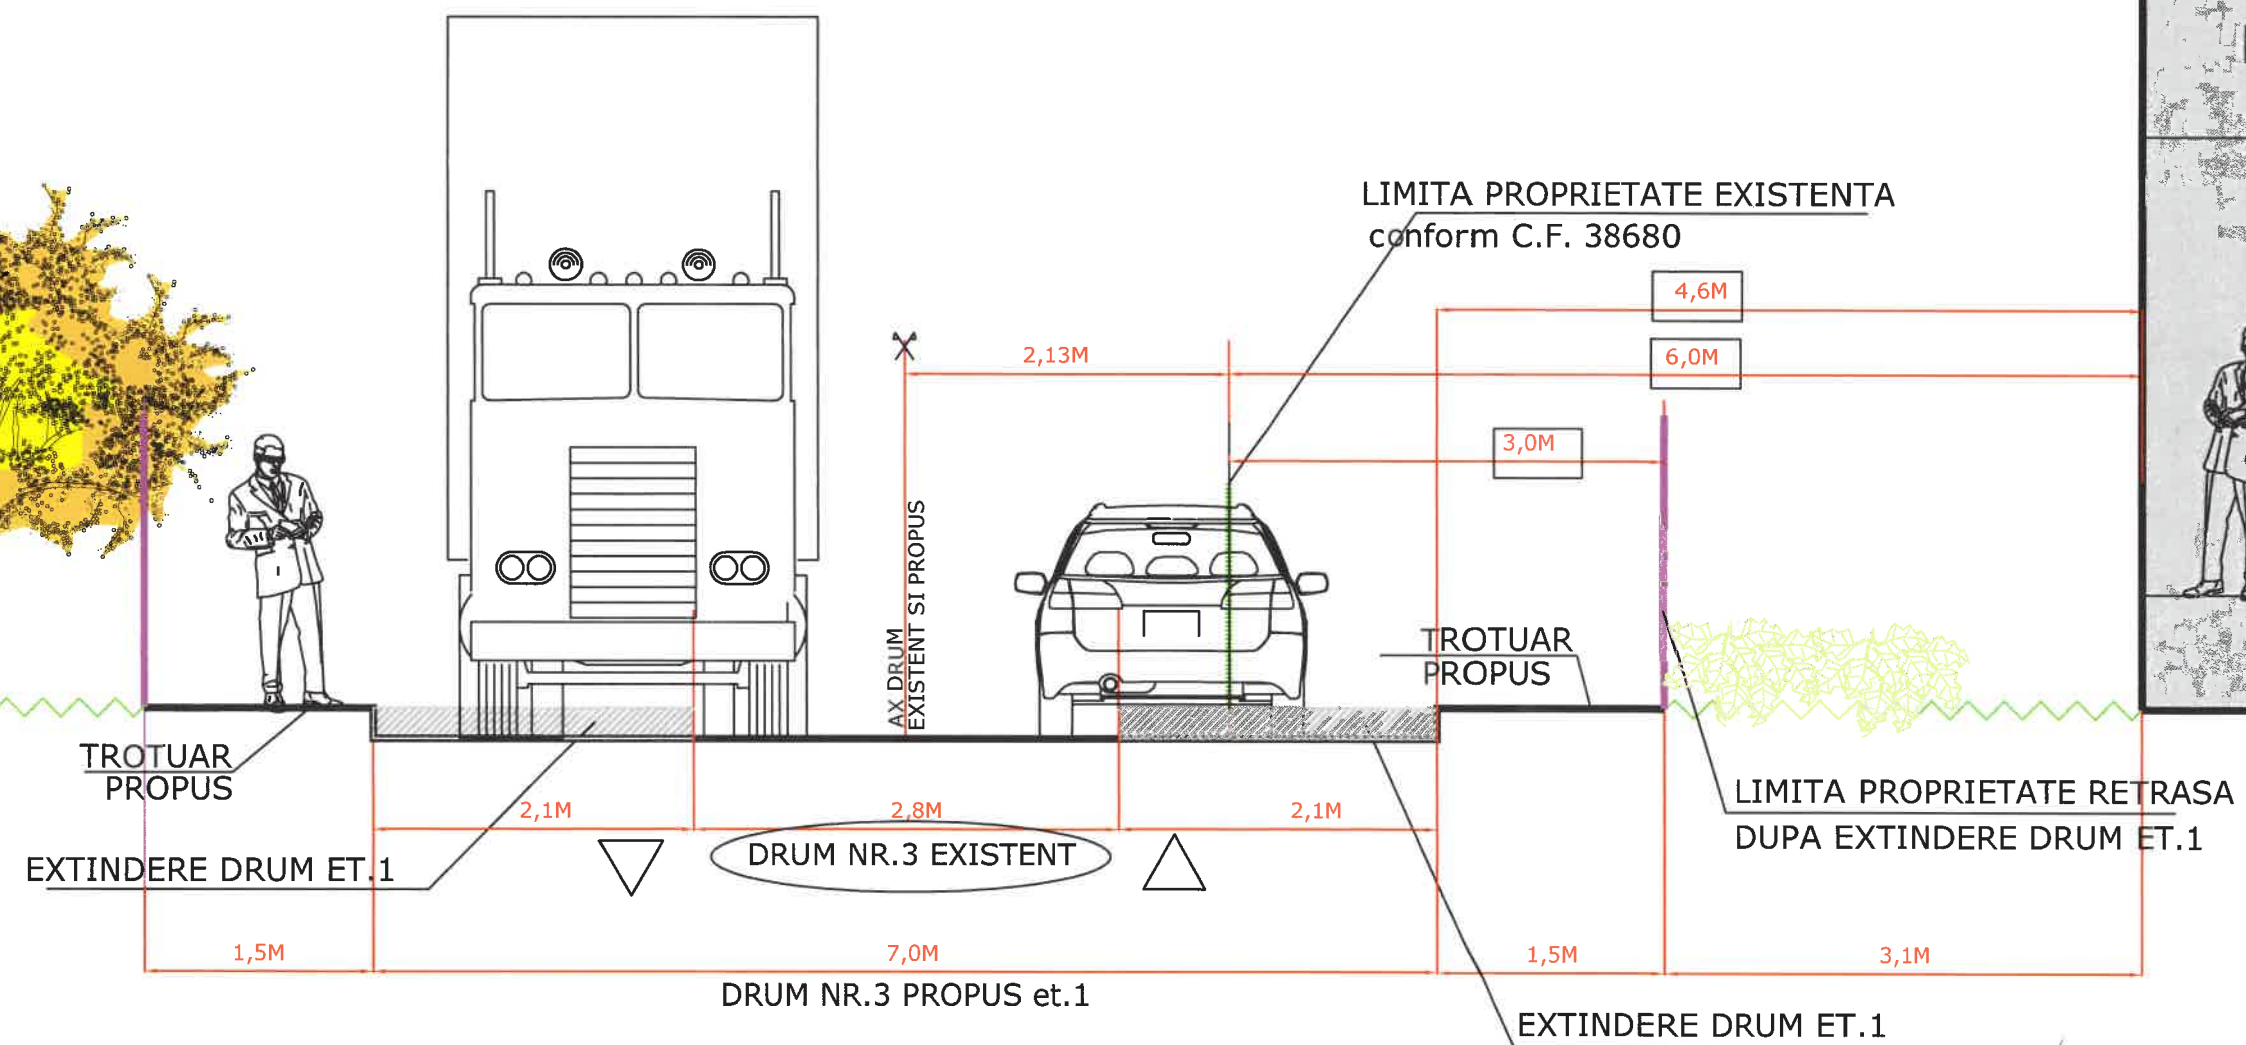 LIMITA PROPRIETATE EXISTENTA
conform C.F. 38680
4,6M
2,13M
6,0M
3,0M
AX DRUM
EXISTENT SI PROPUS
TROTUAR
PROPUS
TROTUAR
PROPUS
LIMITA PROPRIETATE RETRASA
DUPA EXTINDERE DRUM ET.1
2,1M
2,8M
2,1M
DRUM NR.3 EXISTENT
EXTINDERE DRUM ET.1
1,5M
7,0M
1,5M
3,1M
DRUM NR.3 PROPUS et.1
EXTINDERE DRUM ET.1